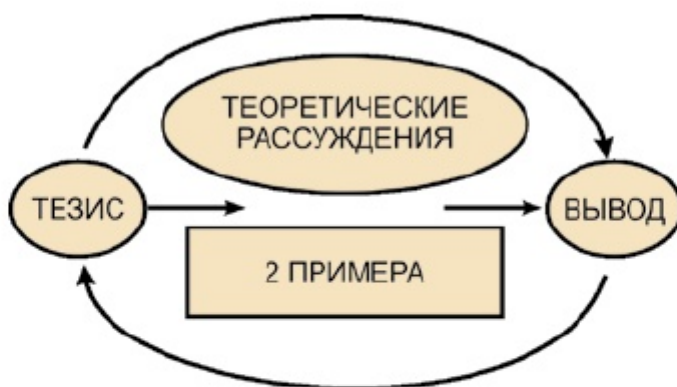 ТЕОРЕТИЧЕСКИЕ
РАССУЖДЕНИЯ
ТЕЗИС
ВЫВОД
2 ПРИМЕРА